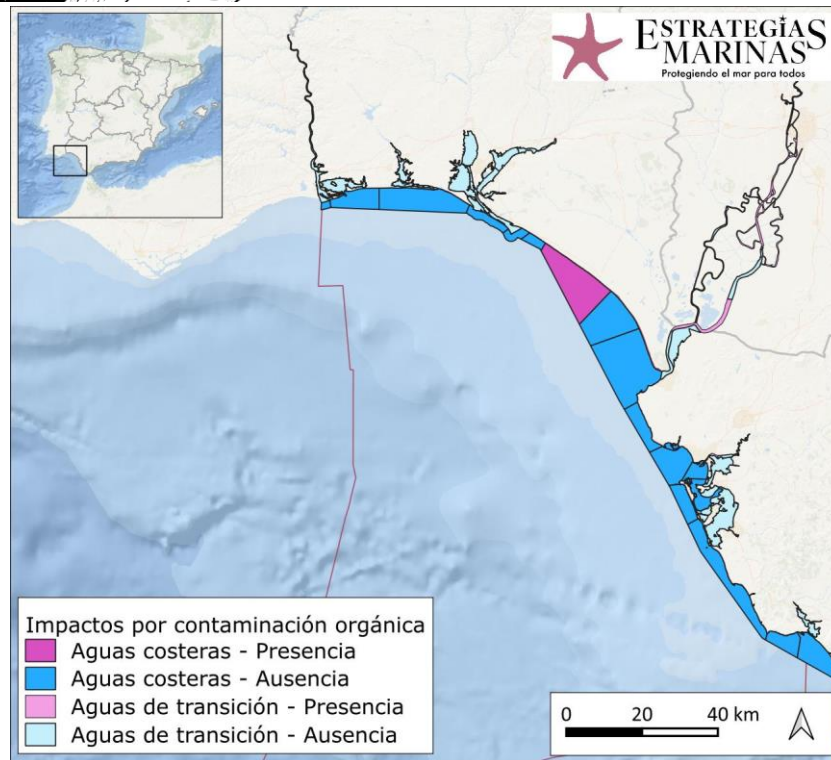 ESTRATEGIAS
MARINAS
Protegiendo el mar para todos
Impactos por contaminación orgánica
Aguas costeras - Presencia
Aguas costeras - Ausencia
Aguas de transición - Presencia
Aguas de transición - Ausencia
0 20 40 km